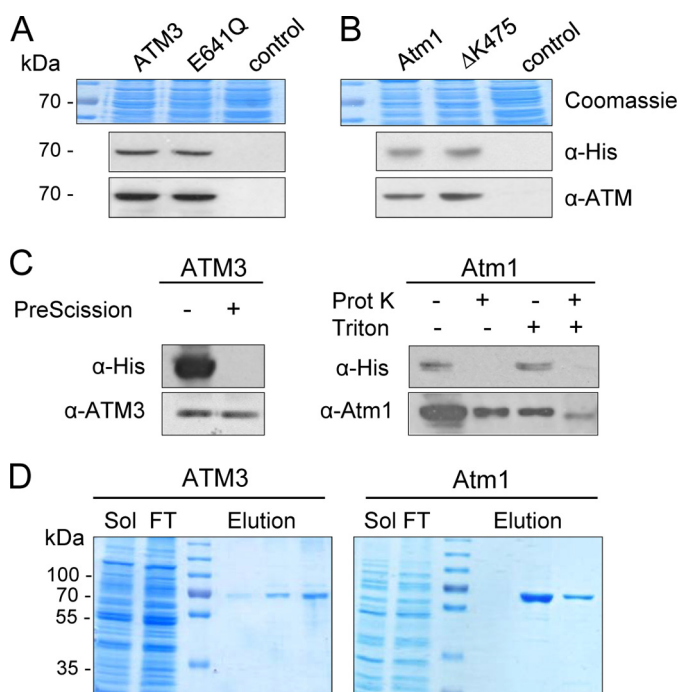 A
B
kDa
ATM3 E641Q control
Atm1 ΔK475 control
70 -
70 -
70 -
Coomassie
α-His
α-ATM
C
ATM3
PreScission - +
α-His
α-ATM3
Atm1
Prot K - + - +
Triton - - + +
α-His
α-Atm1
D
ATM3
Sol FT Elution
kDa
100 -
70 -
55 -
35 -
Atm1
Sol FT Elution